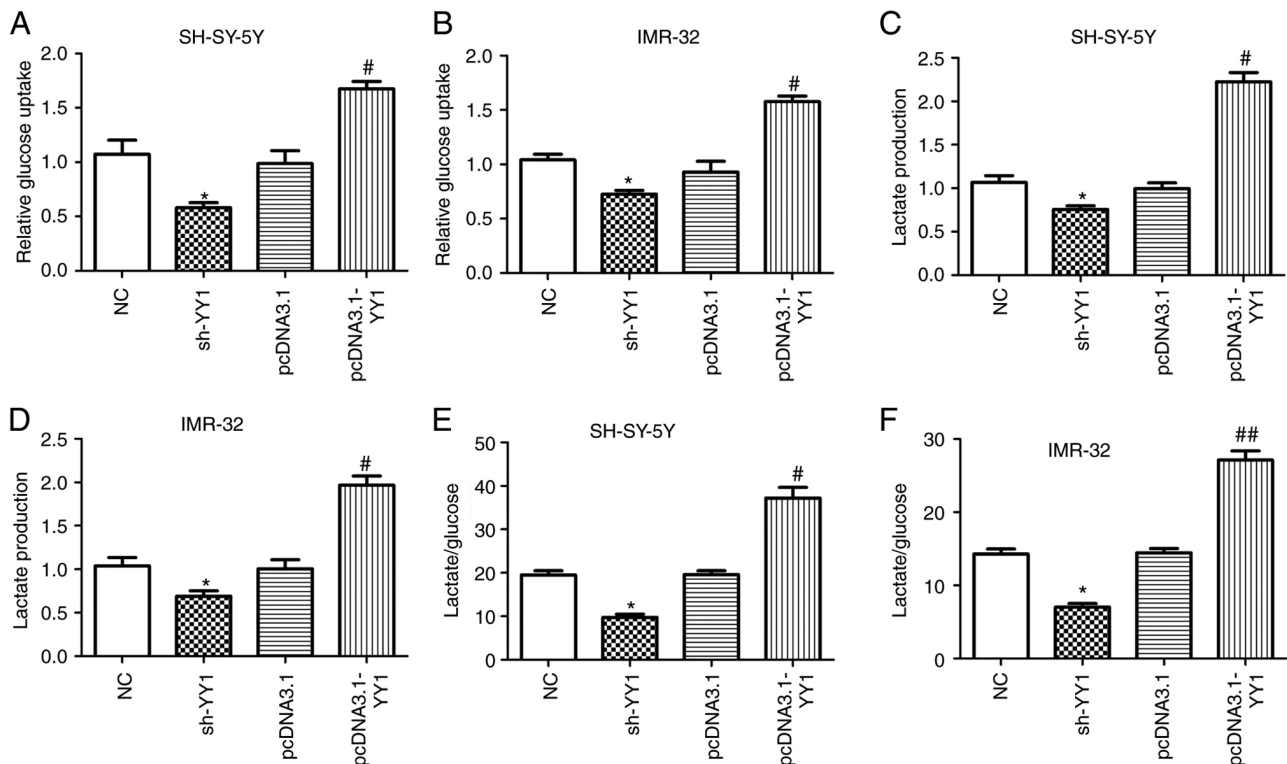 A
SH-SY-5Y
Relative glucose uptake
2.0
1.5
1.0
0.5
0.0
*
#
NC
sh-YY1
pcDNA3.1
pcDNA3.1-
YY1
B
IMR-32
Relative glucose uptake
2.0
1.5
1.0
0.5
0.0
*
#
NC
sh-YY1
pcDNA3.1
pcDNA3.1-
YY1
C
SH-SY-5Y
Lactate production
2.5
2.0
1.5
1.0
0.5
0.0
*
#
NC
sh-YY1
pcDNA3.1
pcDNA3.1-
YY1
D
IMR-32
Lactate production
2.5
2.0
1.5
1.0
0.5
0.0
*
#
NC
sh-YY1
pcDNA3.1
pcDNA3.1-
YY1
E
SH-SY-5Y
Lactate/glucose
50
40
30
20
10
0
*
#
NC
sh-YY1
pcDNA3.1
pcDNA3.1-
YY1
F
IMR-32
Lactate/glucose
30
20
10
0
*
##
NC
sh-YY1
pcDNA3.1
pcDNA3.1-
YY1